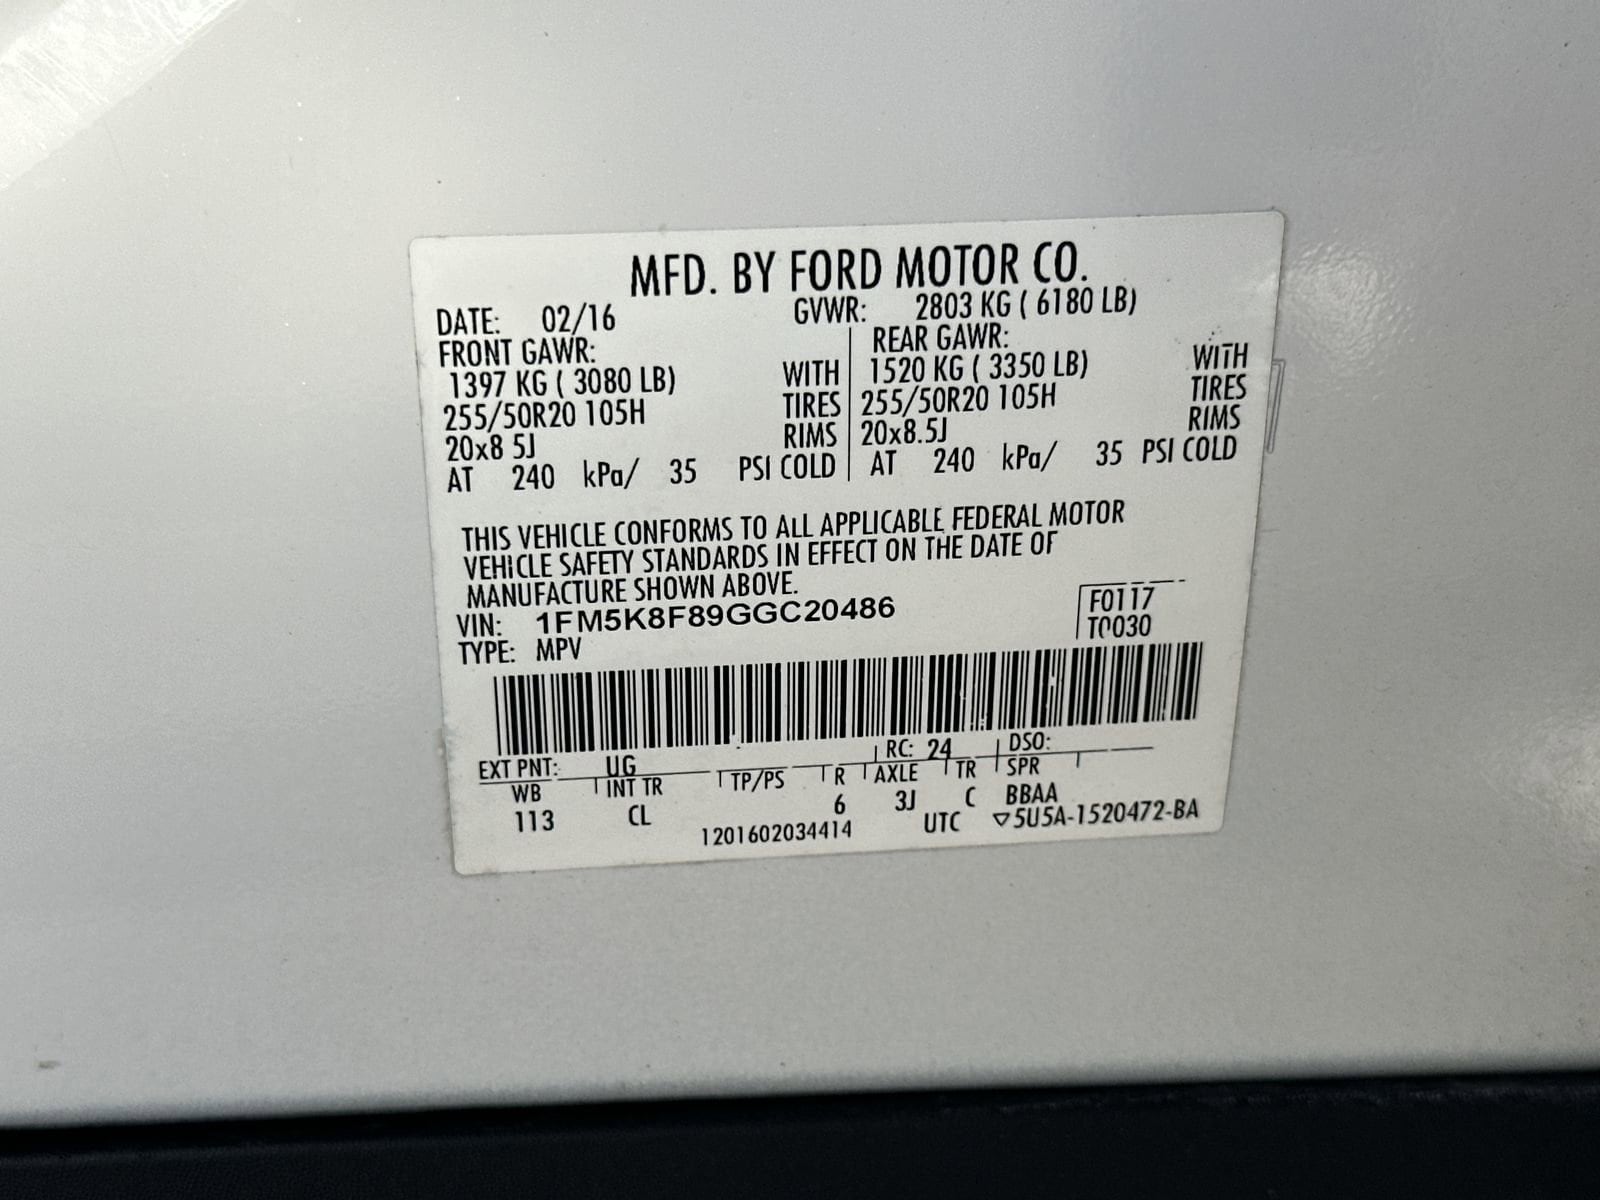 MFD. BY FORD MOTOR CO.
DATE: 02/16 GVWR: 2803 KG ( 6180 LB)
FRONT GAWR: REAR GAWR:
1397 KG ( 3080 LB) WITH 1520 KG ( 3350 LB) WITH
255/50R20 105H TIRES 255/50R20 105H TIRES
20x8 5J RIMS 20x8.5J RIMS
AT 240 kPa/ 35 PSI COLD AT 240 kPa/ 35 PSI COLD
THIS VEHICLE CONFORMS TO ALL APPLICABLE FEDERAL MOTOR
VEHICLE SAFETY STANDARDS IN EFFECT ON THE DATE OF
MANUFACTURE SHOWN ABOVE.
VIN: 1FM5K8F89GGC20486 F0117
TYPE: MPV T0030
EXT PNT: UG RC: 24 DSO:
WB INT TR TP/PS R AXLE TR SPR
113 CL 6 3J C BBAA
1201602034414 UTC ▽5U5A-1520472-BA